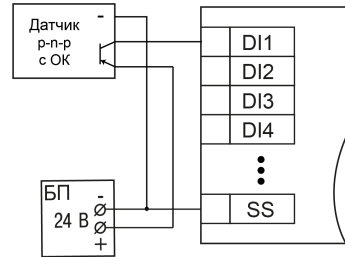 -
Датчик
p-n-p
с ОК
DI1
DI2
DI3
DI4
SS
БП
-
24 В
+